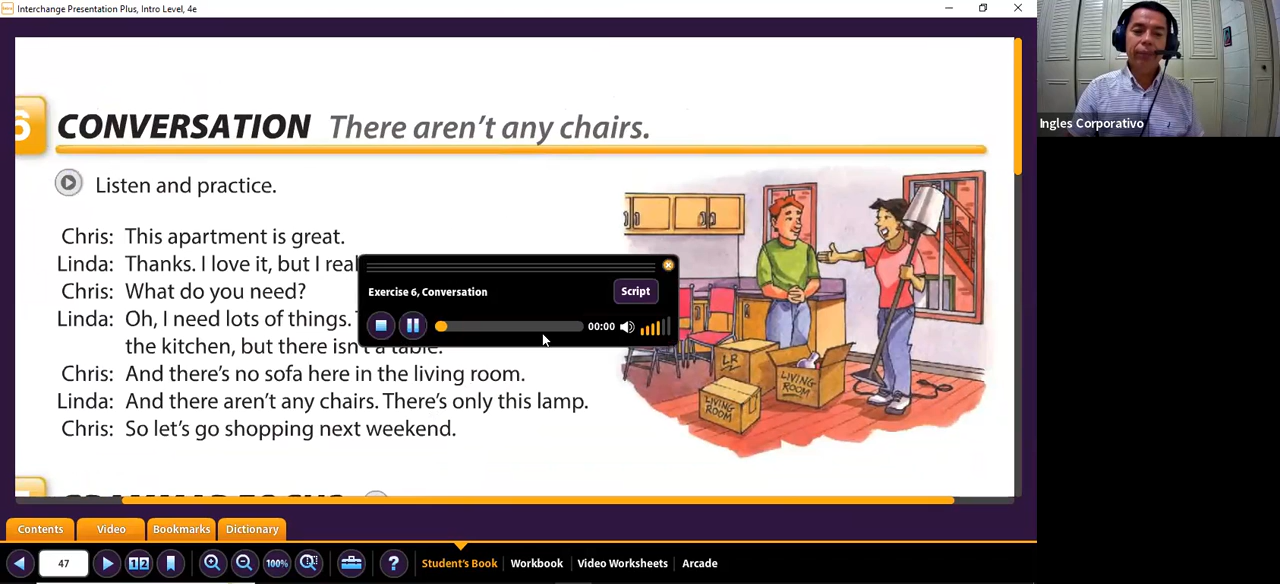 Interchange Presentation Plus, Intro Level, 4e
6 CONVERSATION There aren't any chairs.
Listen and practice.
Chris: This apartment is great.
Linda: Thanks. I love it, but I
Chris: What do you need?
Linda: Oh, I need lots of things.
the kitchen, but there isn't a table.
Chris: And there's no sofa here in the living room.
Linda: And there aren't any chairs. There's only this lamp.
Chris: So let's go shopping next weekend.
Exercise 6, Conversation
Script
00:00
LR
LIVING ROOM
LIVING ROOM
Ingles Corporativo
Contents Video Bookmarks Dictionary
47
100%
Student's Book Workbook Video Worksheets Arcade